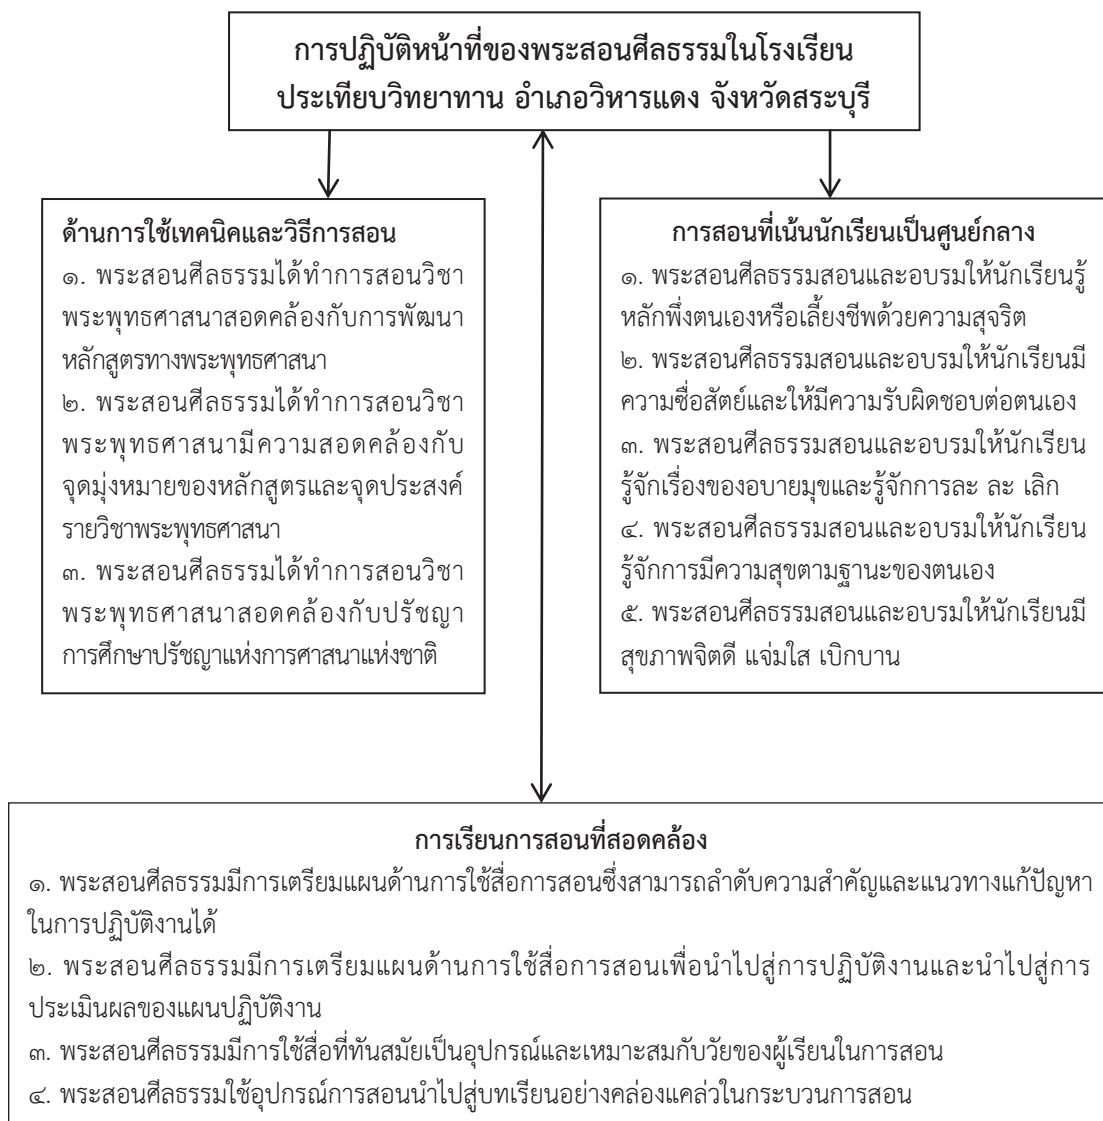 การปฏิบัติหน้าที่ของพระสอนศีลธรรมในโรงเรียน
ประเทียบวิทยาทาน อำเภอวิหารแดง จังหวัดสระบุรี
ด้านการใช้เทคนิคและวิธีการสอน
๑. พระสอนศีลธรรมได้ทำการสอนวิชา
พระพุทธศาสนาสอดคล้องกับการพัฒนา
หลักสูตรทางพระพุทธศาสนา
๒. พระสอนศีลธรรมได้ทำการสอนวิชา
พระพุทธศาสนามีความสอดคล้องกับ
จุดมุ่งหมายของหลักสูตรและจุดประสงค์
รายวิชาพระพุทธศาสนา
๓. พระสอนศีลธรรมได้ทำการสอนวิชา
พระพุทธศาสนาสอดคล้องกับปรัชญา
การศึกษาปรัชญาแห่งการศาสนาแห่งชาติ
การสอนที่เน้นนักเรียนเป็นศูนย์กลาง
๑. พระสอนศีลธรรมสอนและอบรมให้นักเรียนรู้
หลักพึ่งตนเองหรือเลี้ยงชีพด้วยความสุจริต
๒. พระสอนศีลธรรมสอนและอบรมให้นักเรียนมี
ความซื่อสัตย์และให้มีความรับผิดชอบต่อตนเอง
๓. พระสอนศีลธรรมสอนและอบรมให้นักเรียน
รู้จักเรื่องของอบายมุขและรู้จักการละ ละ เลิก
๔. พระสอนศีลธรรมสอนและอบรมให้นักเรียน
รู้จักการมีความสุขตามฐานะของตนเอง
๕. พระสอนศีลธรรมสอนและอบรมให้นักเรียนมี
สุขภาพจิตดี แจ่มใส เบิกบาน
การเรียนการสอนที่สอดคล้อง
๑. พระสอนศีลธรรมมีการเตรียมแผนด้านการใช้สื่อการสอนซึ่งสามารถลำดับความสำคัญและแนวทางแก้ปัญหา
ในการปฏิบัติงานได้
๒. พระสอนศีลธรรมมีการเตรียมแผนด้านการใช้สื่อการสอนเพื่อนำไปสู่การปฏิบัติงานและนำไปสู่การ
ประเมินผลของแผนปฏิบัติงาน
๓. พระสอนศีลธรรมมีการใช้สื่อที่ทันสมัยเป็นอุปกรณ์และเหมาะสมกับวัยของผู้เรียนในการสอน
๔. พระสอนศีลธรรมใช้อุปกรณ์การสอนนำไปสู่บทเรียนอย่างคล่องแคล่วในกระบวนการสอน